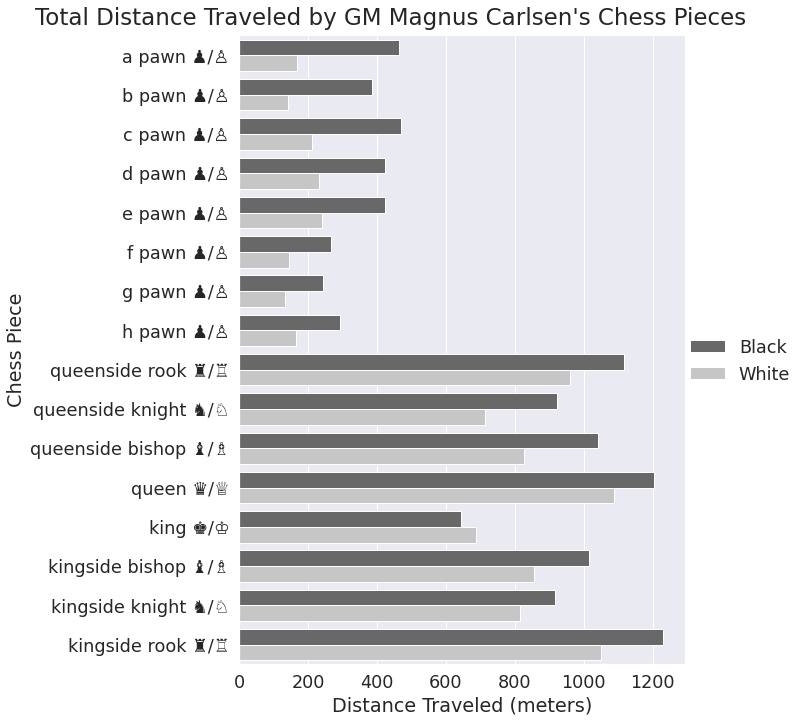 Total Distance Traveled by GM Magnus Carlsen's Chess Pieces
Chess Piece
a pawn ♟/♙
b pawn ♟/♙
c pawn ♟/♙
d pawn ♟/♙
e pawn ♟/♙
f pawn ♟/♙
g pawn ♟/♙
h pawn ♟/♙
queenside rook ♜/♖
queenside knight ♞/♘
queenside bishop ♝/♗
queen ♛/♕
king ♚/♔
kingside bishop ♝/♗
kingside knight ♞/♘
kingside rook ♜/♖
0 200 400 600 800 1000 1200
Distance Traveled (meters)
Black
White